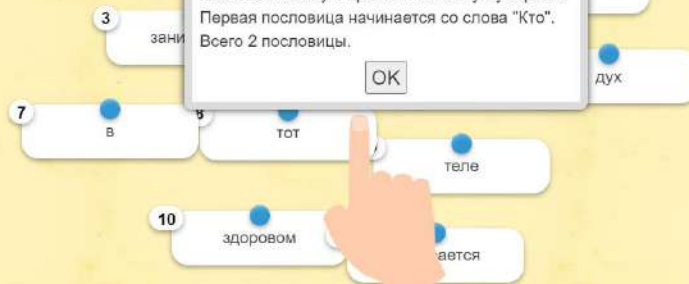 Первая пословица начинается со слова "Кто".
3
зани
Всего 2 пословицы.
OK
дух
7
в
тот
теле
10
здоровом
ается